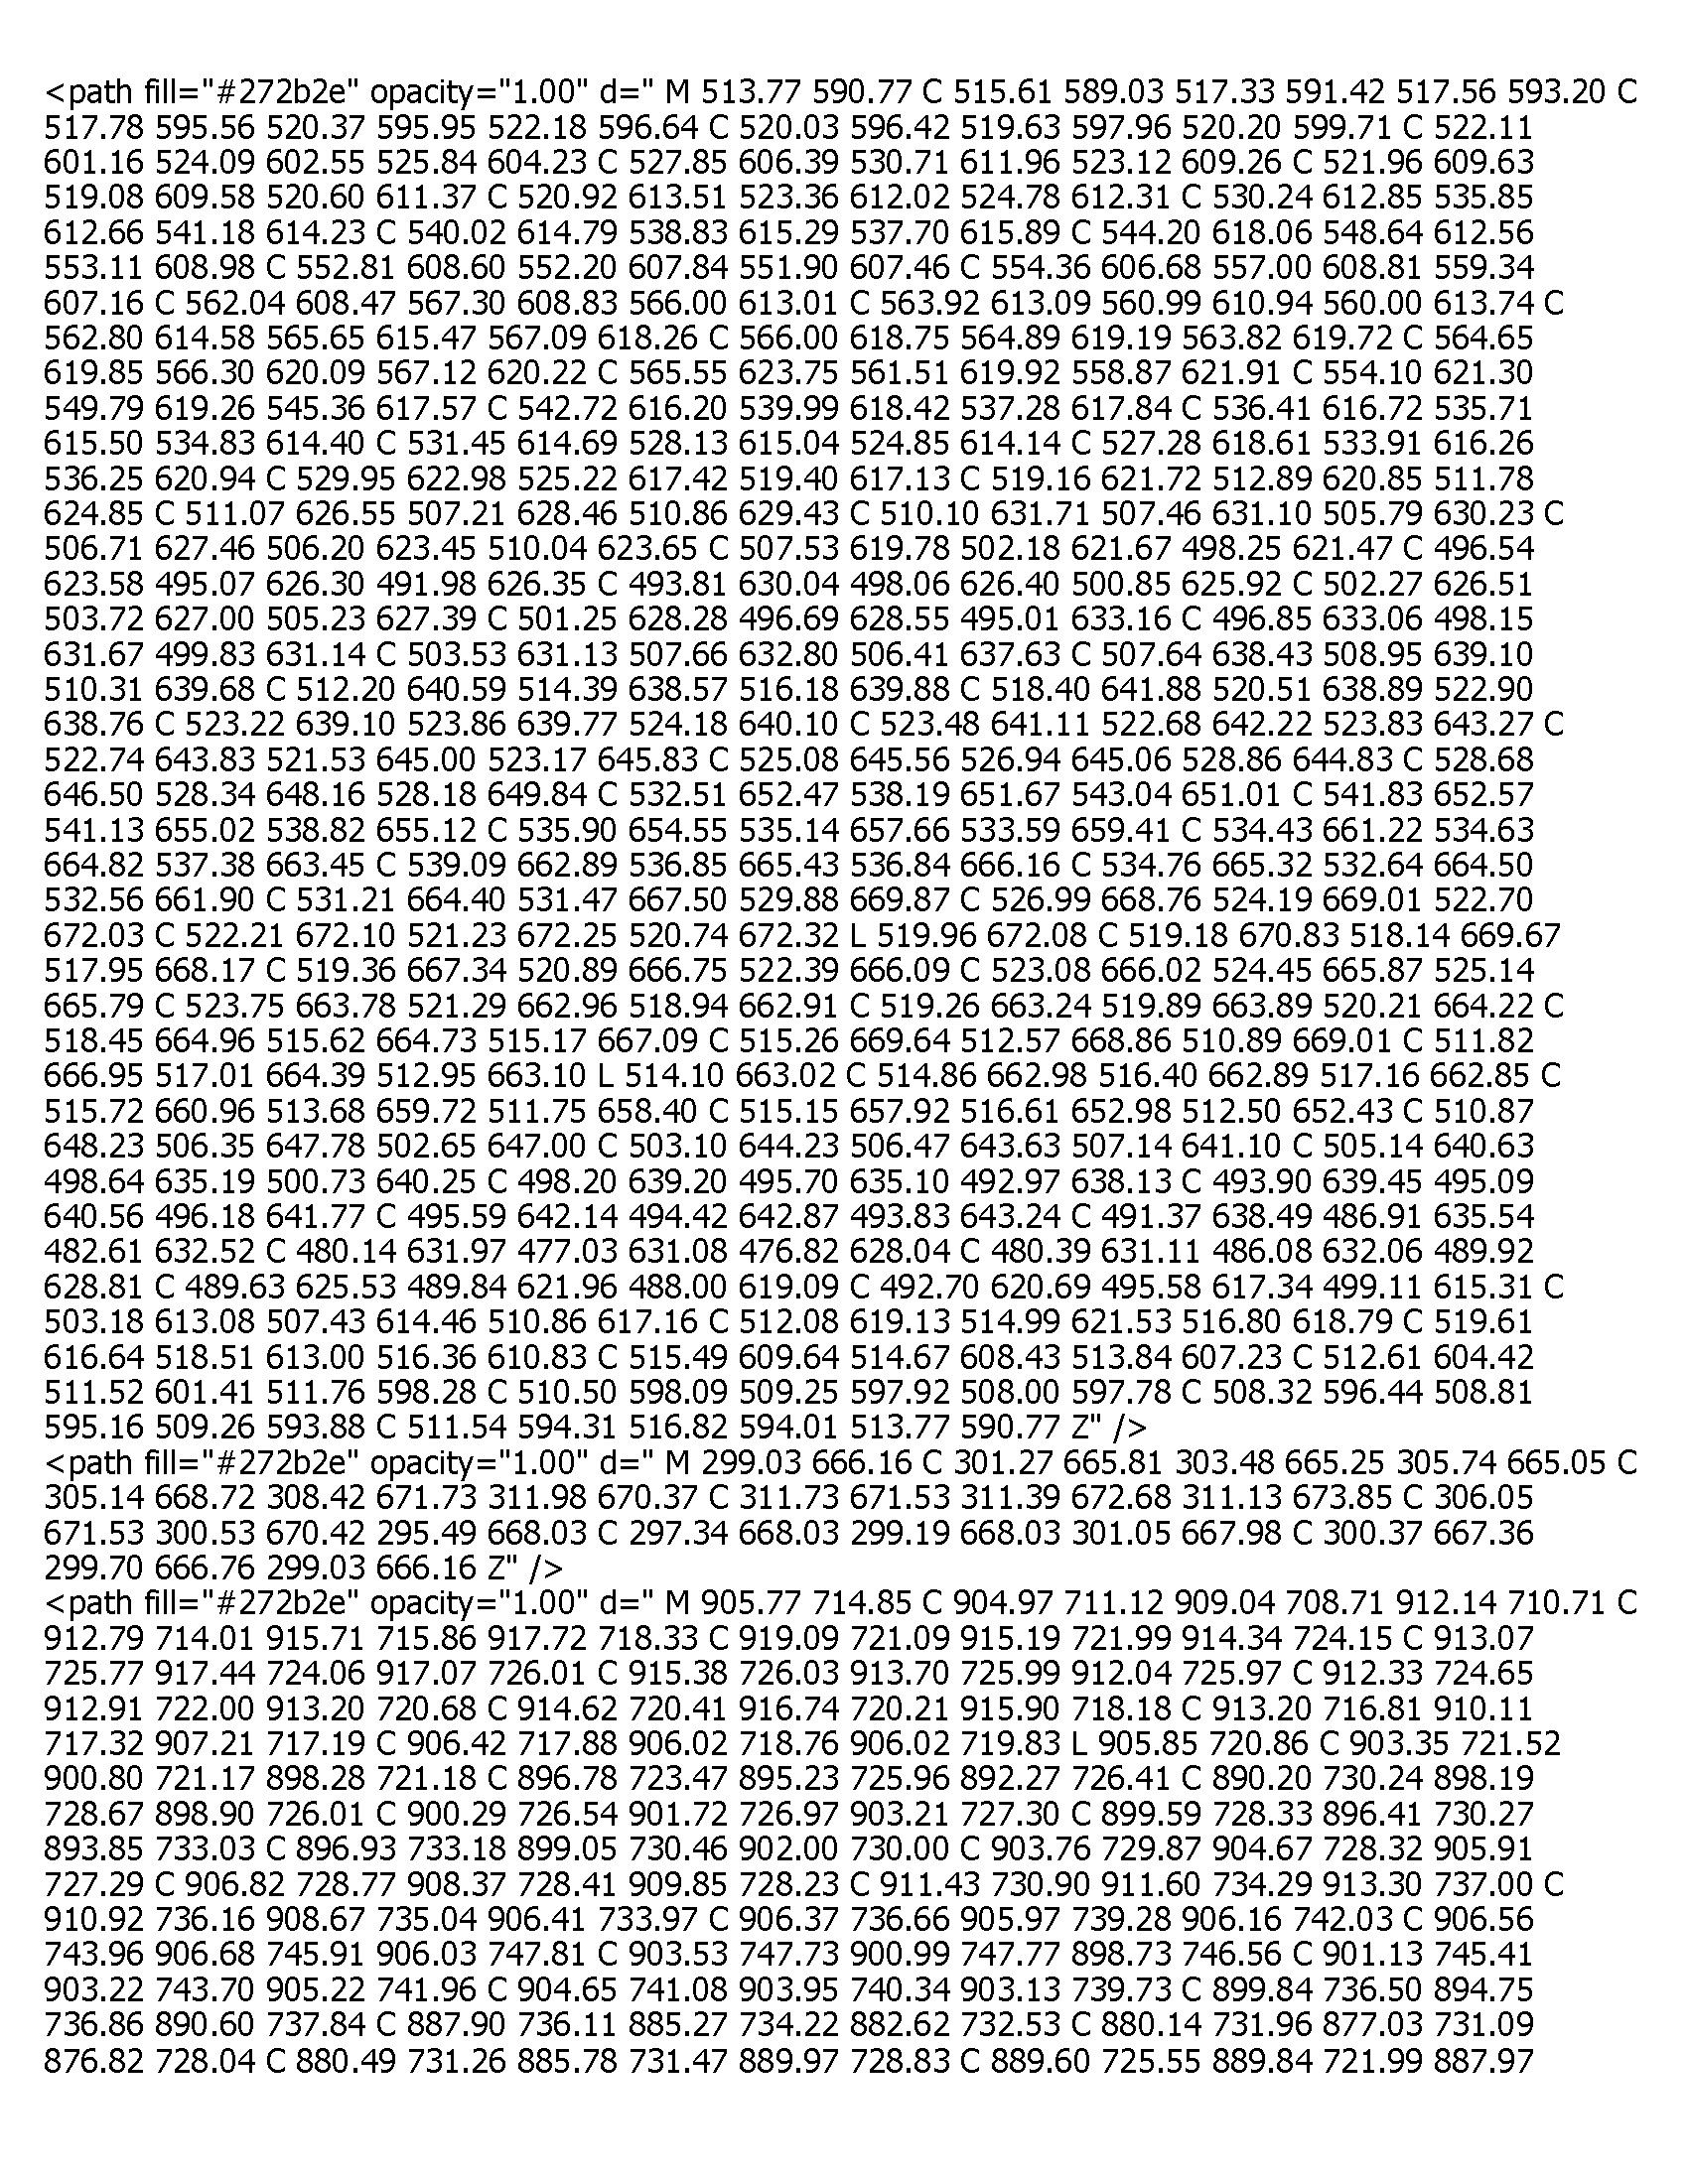 <path fill="#272b2e" opacity="1.00" d=" M 513.77 590.77 C 515.61 589.03 517.33 591.42 517.56 593.20 C
517.78 595.56 520.37 595.95 522.18 596.64 C 520.03 596.42 519.63 597.96 520.20 599.71 C 522.11
601.16 524.09 602.55 525.84 604.23 C 527.85 606.39 530.71 611.96 523.12 609.26 C 521.96 609.63
519.08 609.58 520.60 611.37 C 520.92 613.51 523.36 612.02 524.78 612.31 C 530.24 612.85 535.85
612.66 541.18 614.23 C 540.02 614.79 538.83 615.29 537.70 615.89 C 544.20 618.06 548.64 612.56
553.11 608.98 C 552.81 608.60 552.20 607.84 551.90 607.46 C 554.36 606.68 557.00 608.81 559.34
607.16 C 562.04 608.47 567.30 608.83 566.00 613.01 C 563.92 613.09 560.99 610.94 560.00 613.74 C
562.80 614.58 565.65 615.47 567.09 618.26 C 566.00 618.75 564.89 619.19 563.82 619.72 C 564.65
619.85 566.30 620.09 567.12 620.22 C 565.55 623.75 561.51 619.92 558.87 621.91 C 554.10 621.30
549.79 619.26 545.36 617.57 C 542.72 616.20 539.99 618.42 537.28 617.84 C 536.41 616.72 535.71
615.50 534.83 614.40 C 531.45 614.69 528.13 615.04 524.85 614.14 C 527.28 618.61 533.91 616.26
536.25 620.94 C 529.95 622.98 525.22 617.42 519.40 617.13 C 519.16 621.72 512.89 620.85 511.78
624.85 C 511.07 626.55 507.21 628.46 510.86 629.43 C 510.10 631.71 507.46 631.10 505.79 630.23 C
506.71 627.46 506.20 623.45 510.04 623.65 C 507.53 619.78 502.18 621.67 498.25 621.47 C 496.54
623.58 495.07 626.30 491.98 626.35 C 493.81 630.04 498.06 626.40 500.85 625.92 C 502.27 626.51
503.72 627.00 505.23 627.39 C 501.25 628.28 496.69 628.55 495.01 633.16 C 496.85 633.06 498.15
631.67 499.83 631.14 C 503.53 631.13 507.66 632.80 506.41 637.63 C 507.64 638.43 508.95 639.10
510.31 639.68 C 512.20 640.59 514.39 638.57 516.18 639.88 C 518.40 641.88 520.51 638.89 522.90
638.76 C 523.22 639.10 523.86 639.77 524.18 640.10 C 523.48 641.11 522.68 642.22 523.83 643.27 C
522.74 643.83 521.53 645.00 523.17 645.83 C 525.08 645.56 526.94 645.06 528.86 644.83 C 528.68
646.50 528.34 648.16 528.18 649.84 C 532.51 652.47 538.19 651.67 543.04 651.01 C 541.83 652.57
541.13 655.02 538.82 655.12 C 535.90 654.55 535.14 657.66 533.59 659.41 C 534.43 661.22 534.63
664.82 537.38 663.45 C 539.09 662.89 536.85 665.43 536.84 666.16 C 534.76 665.32 532.64 664.50
532.56 661.90 C 531.21 664.40 531.47 667.50 529.88 669.87 C 526.99 668.76 524.19 669.01 522.70
672.03 C 522.21 672.10 521.23 672.25 520.74 672.32 L 519.96 672.08 C 519.18 670.83 518.14 669.67
517.95 668.17 C 519.36 667.34 520.89 666.75 522.39 666.09 C 523.08 666.02 524.45 665.87 525.14
665.79 C 523.75 663.78 521.29 662.96 518.94 662.91 C 519.26 663.24 519.89 663.89 520.21 664.22 C
518.45 664.96 515.62 664.73 515.17 667.09 C 515.26 669.64 512.57 668.86 510.89 669.01 C 511.82
666.95 517.01 664.39 512.95 663.10 L 514.10 663.02 C 514.86 662.98 516.40 662.89 517.16 662.85 C
515.72 660.96 513.68 659.72 511.75 658.40 C 515.15 657.92 516.61 652.98 512.50 652.43 C 510.87
648.23 506.35 647.78 502.65 647.00 C 503.10 644.23 506.47 643.63 507.14 641.10 C 505.14 640.63
498.64 635.19 500.73 640.25 C 498.20 639.20 495.70 635.10 492.97 638.13 C 493.90 639.45 495.09
640.56 496.18 641.77 C 495.59 642.14 494.42 642.87 493.83 643.24 C 491.37 638.49 486.91 635.54
482.61 632.52 C 480.14 631.97 477.03 631.08 476.82 628.04 C 480.39 631.11 486.08 632.06 489.92
628.81 C 489.63 625.53 489.84 621.96 488.00 619.09 C 492.70 620.69 495.58 617.34 499.11 615.31 C
503.18 613.08 507.43 614.46 510.86 617.16 C 512.08 619.13 514.99 621.53 516.80 618.79 C 519.61
616.64 518.51 613.00 516.36 610.83 C 515.49 609.64 514.67 608.43 513.84 607.23 C 512.61 604.42
511.52 601.41 511.76 598.28 C 510.50 598.09 509.25 597.92 508.00 597.78 C 508.32 596.44 508.81
595.16 509.26 593.88 C 511.54 594.31 516.82 594.01 513.77 590.77 Z" />
<path fill="#272b2e" opacity="1.00" d=" M 299.03 666.16 C 301.27 665.81 303.48 665.25 305.74 665.05 C
305.14 668.72 308.42 671.73 311.98 670.37 C 311.73 671.53 311.39 672.68 311.13 673.85 C 306.05
671.53 300.53 670.42 295.49 668.03 C 297.34 668.03 299.19 668.03 301.05 667.98 C 300.37 667.36
299.70 666.76 299.03 666.16 Z" />
<path fill="#272b2e" opacity="1.00" d=" M 905.77 714.85 C 904.97 711.12 909.04 708.71 912.14 710.71 C
912.79 714.01 915.71 715.86 917.72 718.33 C 919.09 721.09 915.19 721.99 914.34 724.15 C 913.07
725.77 917.44 724.06 917.07 726.01 C 915.38 726.03 913.70 725.99 912.04 725.97 C 912.33 724.65
912.91 722.00 913.20 720.68 C 914.62 720.41 916.74 720.21 915.90 718.18 C 913.20 716.81 910.11
717.32 907.21 717.19 C 906.42 717.88 906.02 718.76 906.02 719.83 L 905.85 720.86 C 903.35 721.52
900.80 721.17 898.28 721.18 C 896.78 723.47 895.23 725.96 892.27 726.41 C 890.20 730.24 898.19
728.67 898.90 726.01 C 900.29 726.54 901.72 726.97 903.21 727.30 C 899.59 728.33 896.41 730.27
893.85 733.03 C 896.93 733.18 899.05 730.46 902.00 730.00 C 903.76 729.87 904.67 728.32 905.91
727.29 C 906.82 728.77 908.37 728.41 909.85 728.23 C 911.43 730.90 911.60 734.29 913.30 737.00 C
910.92 736.16 908.67 735.04 906.41 733.97 C 906.37 736.66 905.97 739.28 906.16 742.03 C 906.56
743.96 906.68 745.91 906.03 747.81 C 903.53 747.73 900.99 747.77 898.73 746.56 C 901.13 745.41
903.22 743.70 905.22 741.96 C 904.65 741.08 903.95 740.34 903.13 739.73 C 899.84 736.50 894.75
736.86 890.60 737.84 C 887.90 736.11 885.27 734.22 882.62 732.53 C 880.14 731.96 877.03 731.09
876.82 728.04 C 880.49 731.26 885.78 731.47 889.97 728.83 C 889.60 725.55 889.84 721.99 887.97